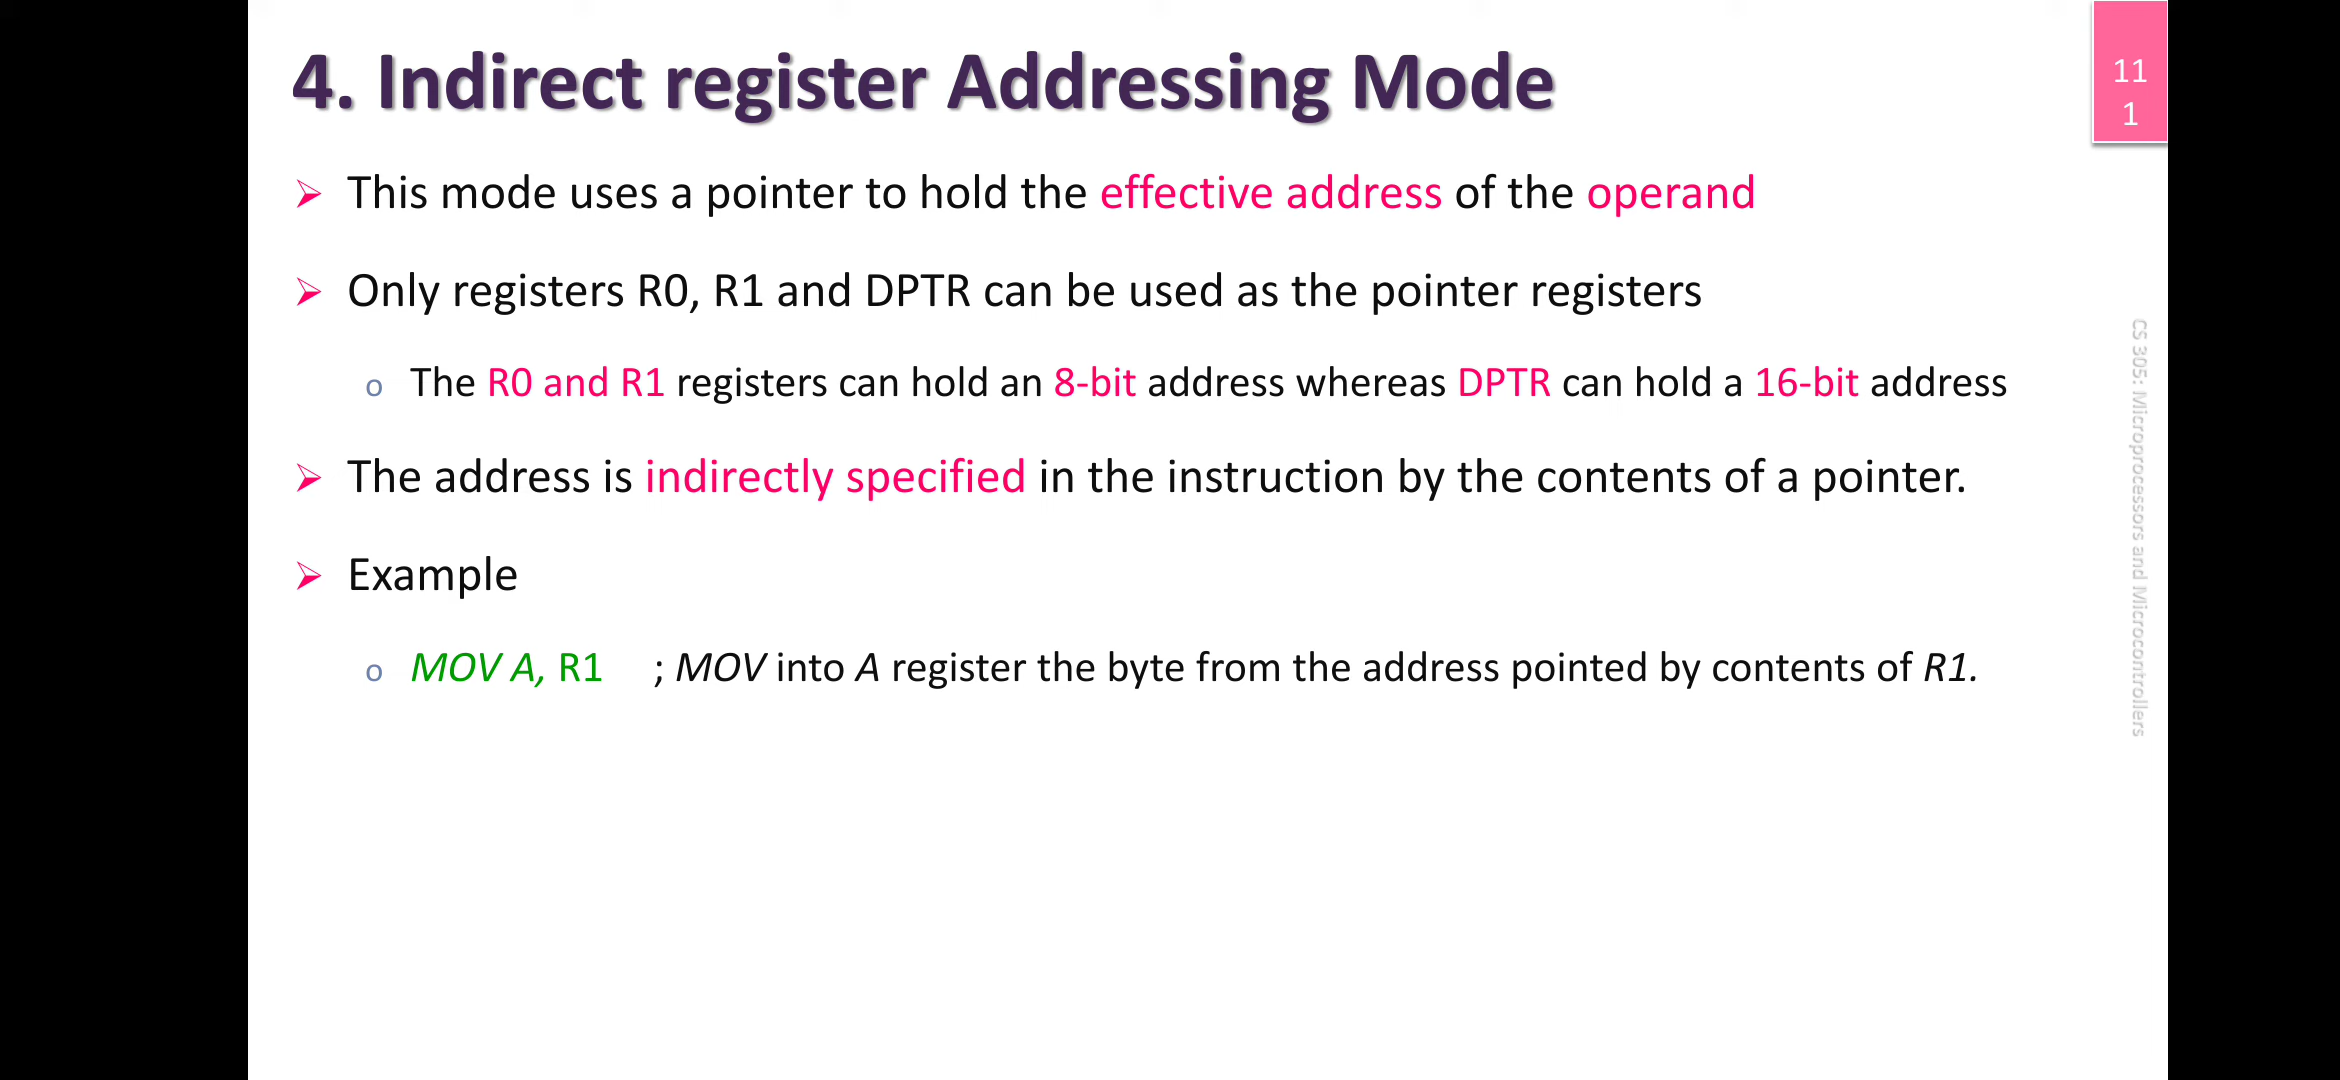 4. Indirect register Addressing Mode
11
1
This mode uses a pointer to hold the effective address of the operand
Only registers R0, R1 and DPTR can be used as the pointer registers
o The R0 and R1 registers can hold an 8-bit address whereas DPTR can hold a 16-bit address
The address is indirectly specified in the instruction by the contents of a pointer.
Example
o MOV A, R1 ; MOV into A register the byte from the address pointed by contents of R1.
CS 305: Microprocessors and Microcontrollers